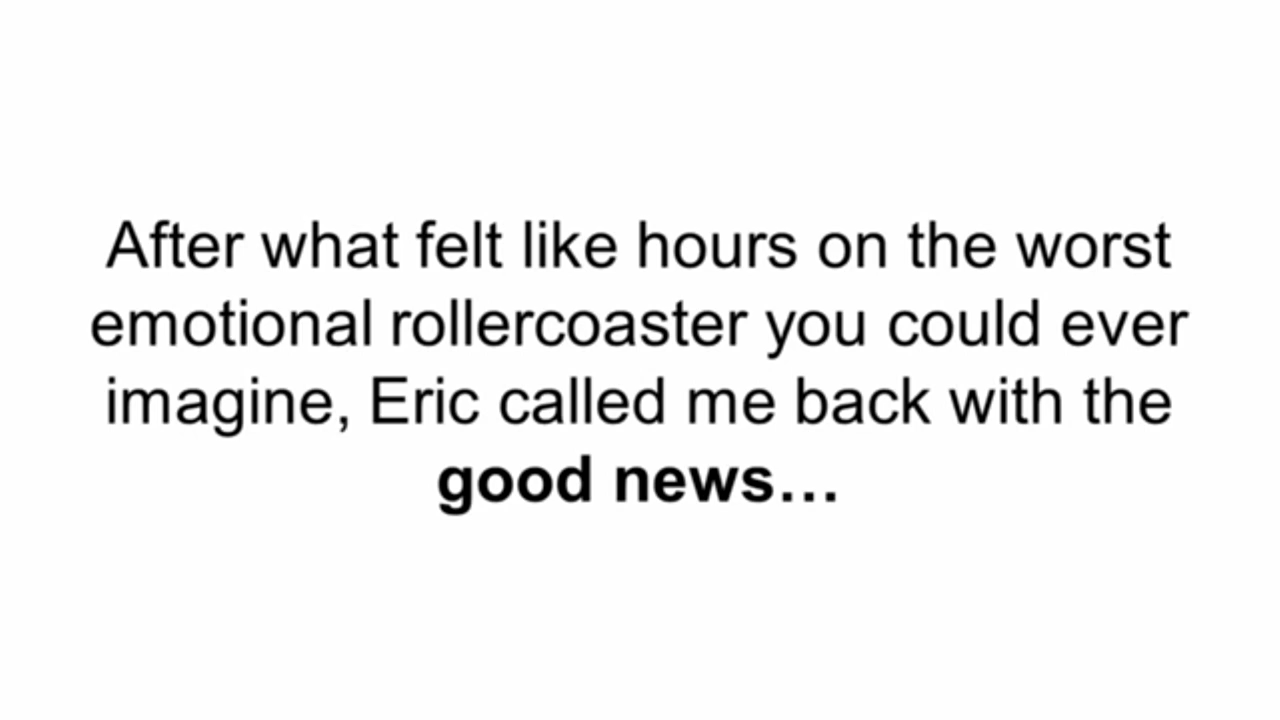 After what felt like hours on the worst
emotional rollercoaster you could ever
imagine, Eric called me back with the
good news…